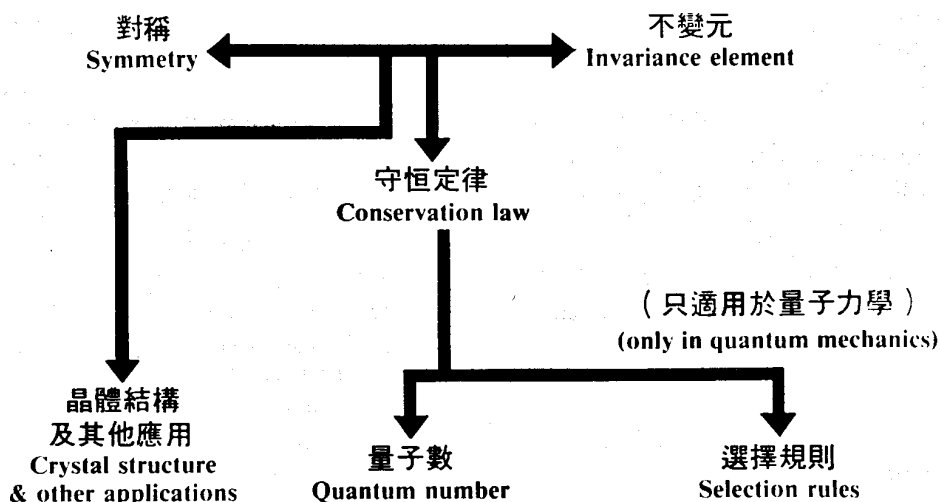 對稱
Symmetry
不變元
Invariance element
守恒定律
Conservation law
(只適用於量子力學)
(only in quantum mechanics)
晶體結構
及其他應用
Crystal structure
& other applications
量子數
Quantum number
選擇規則
Selection rules